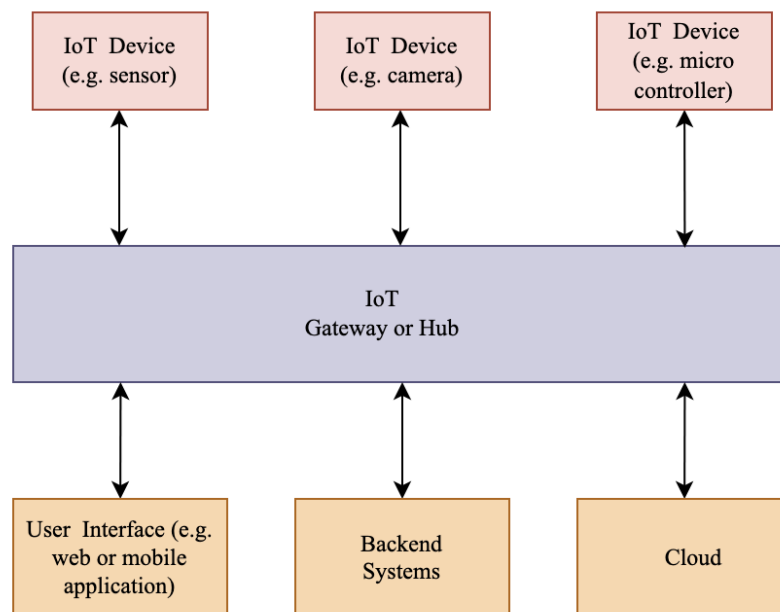 IoT Device
(e.g. sensor)
IoT Device
(e.g. camera)
IoT Device
(e.g. micro
controller)
IoT
Gateway or Hub
User Interface (e.g.
web or mobile
application)
Backend
Systems
Cloud